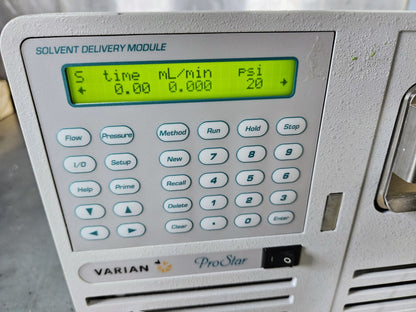 SOLVENT DELIVERY MODULE
S time mL/min psi
← 0.00 0.000 20 →
Flow Pressure Method Run Hold Stop
I/O Setup New 7 8 9
Help Prime Recall 4 5 6
▼ ▲ Delete 1 2 3
◄ ► Clear • 0 Enter
VARIAN ProStar O